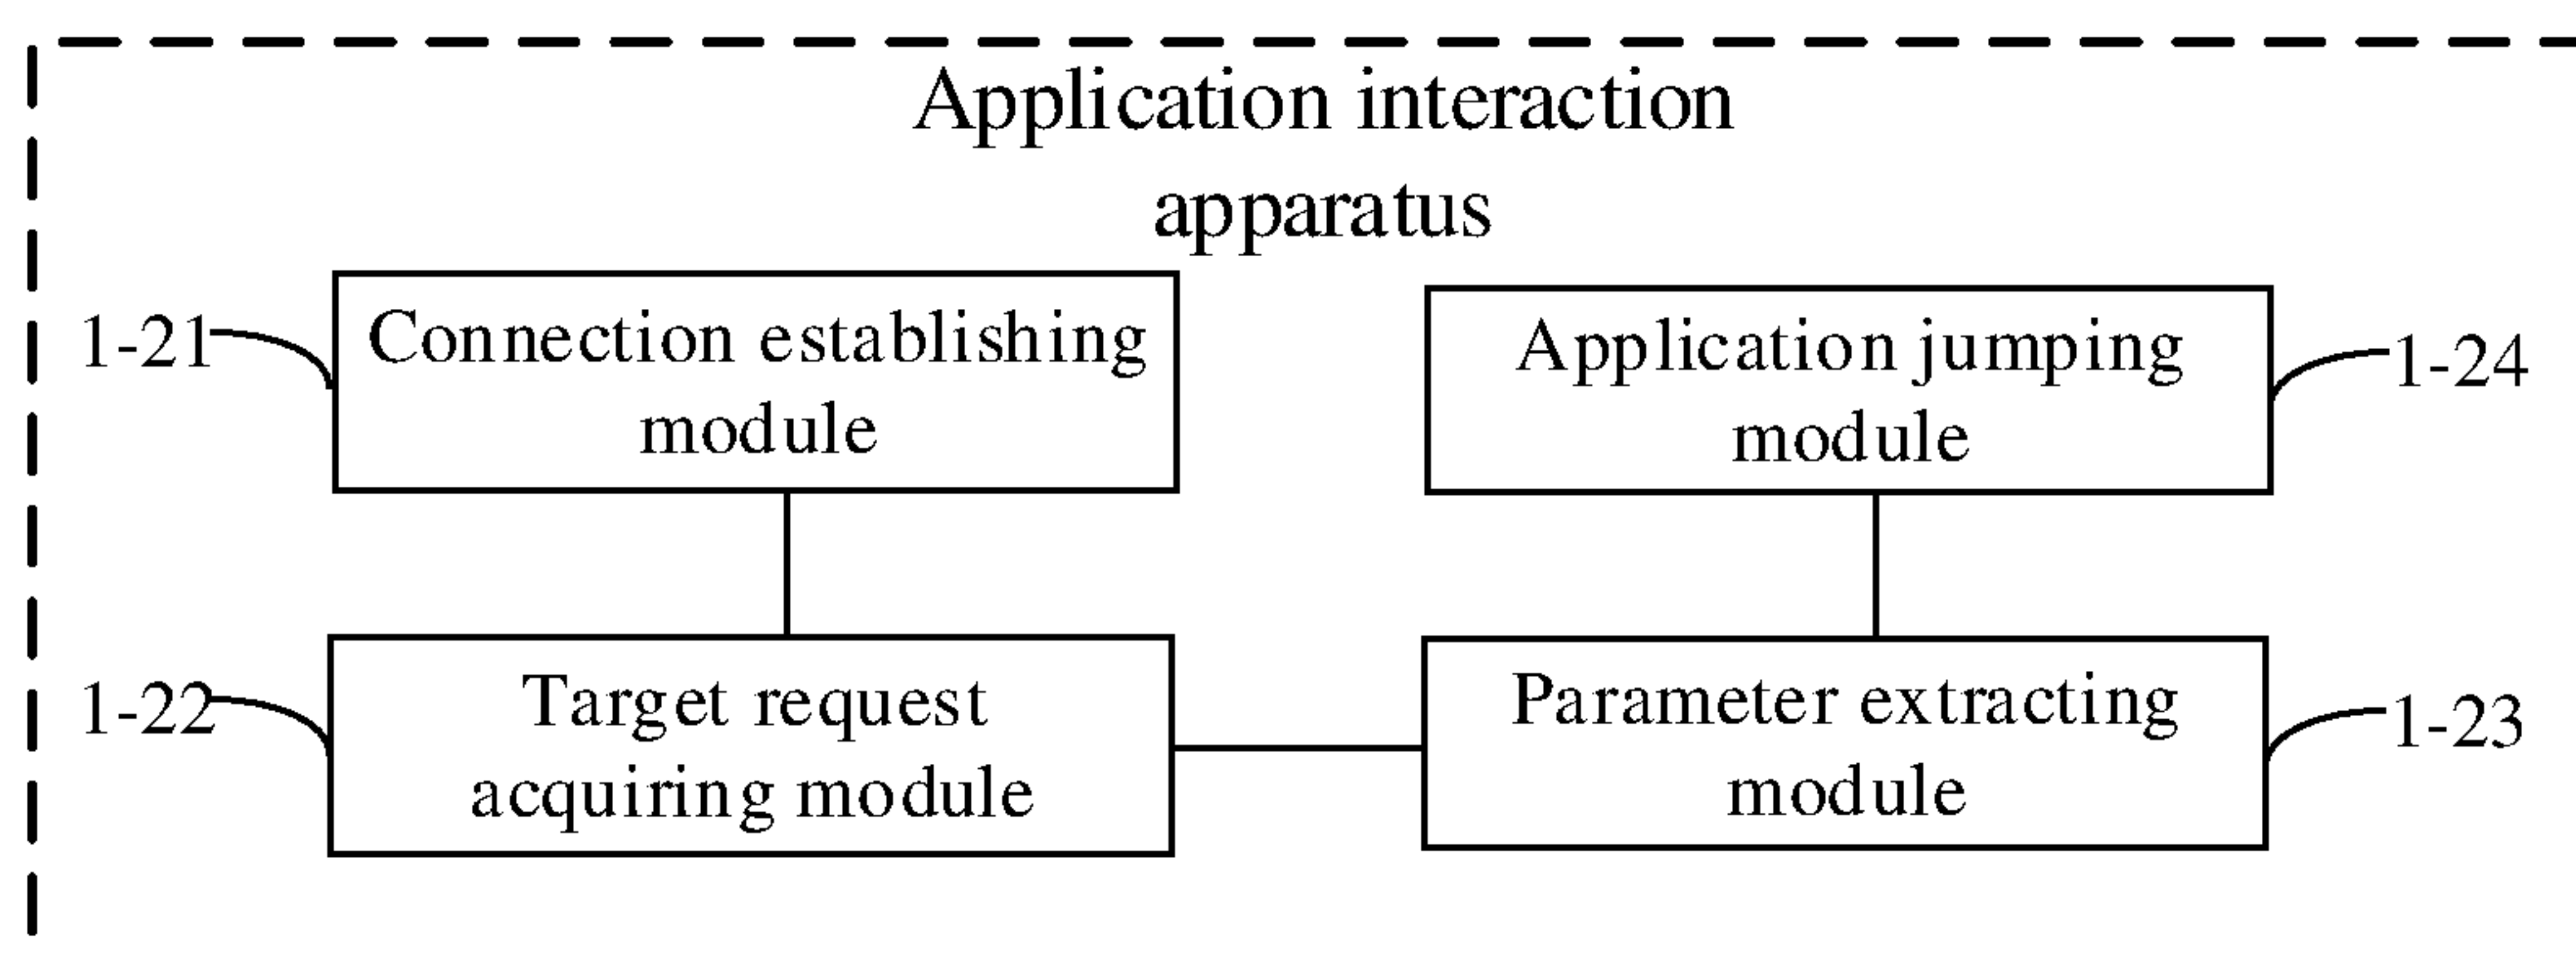 Application interaction
apparatus
1-21
Connection establishing
module
Application jumping
module
1-24
1-22
Target request
acquiring module
Parameter extracting
module
1-23